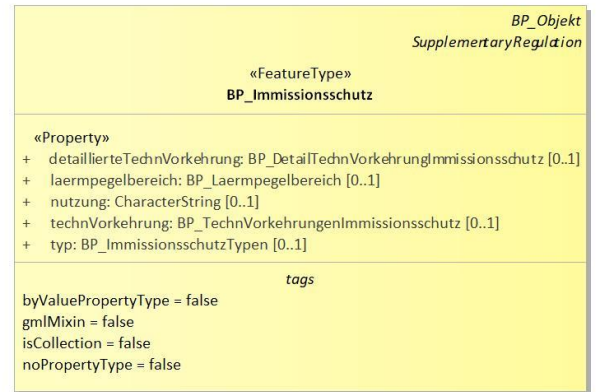 BP_Objekt
SupplementaryRegulation
«FeatureType»
BP_Immissionsschutz
«Property»
+ detaillierteTechnVorkehrung: BP_DetailTechnVorkehrungImmissionsschutz [0..1]
+ laermpegelbereich: BP_Laermpegelbereich [0..1]
+ nutzung: CharacterString [0..1]
+ technVorkehrung: BP_TechnVorkehrungenImmissionsschutz [0..1]
+ typ: BP_ImmissionsschutzTypen [0..1]
tags
byValuePropertyType = false
gmlMixin = false
isCollection = false
noPropertyType = false